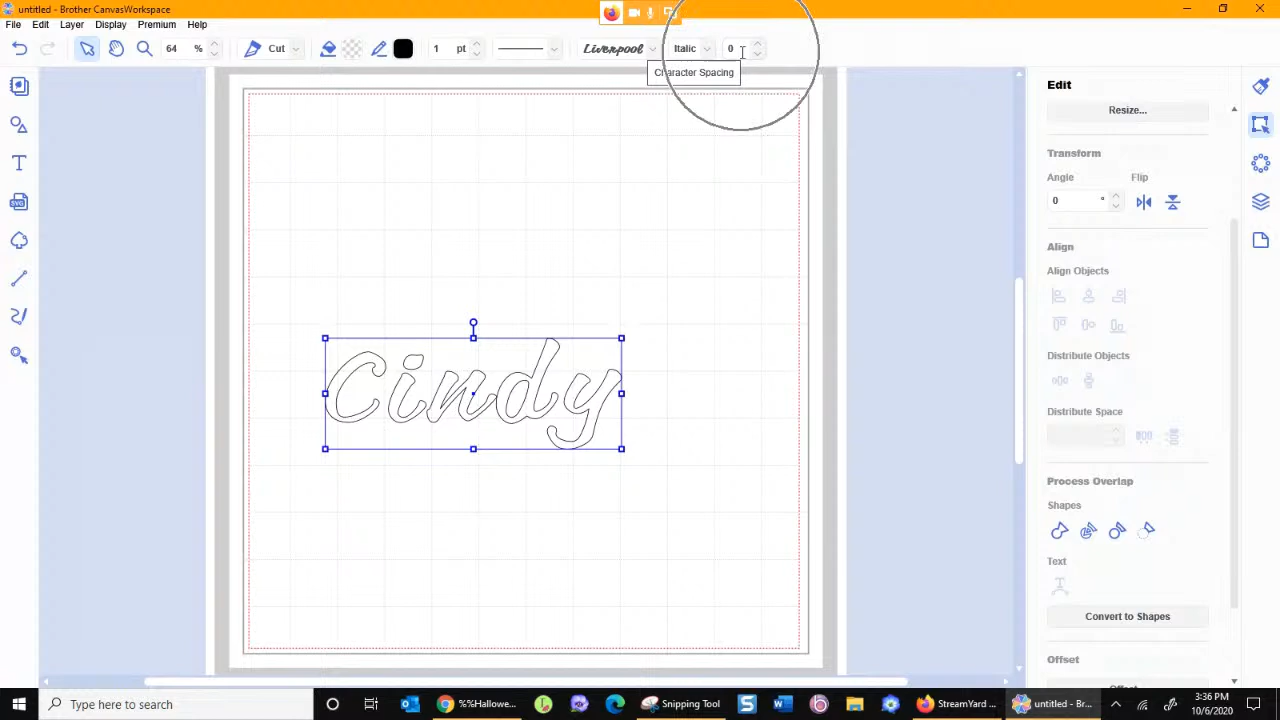 untitled - Brother CanvasWorkspace
File Edit Layer Display Premium Help
64 % Cut 1 pt Liverpool Italic 0
Character Spacing
Edit
Resize...
Transform
Angle Flip
0 °
Align
Align Objects
Distribute Objects
Distribute Space
Process Overlap
Shapes
Text
Convert to Shapes
Offset
Cindy
Type here to search
%%Hallowe...
Snipping Tool
StreamYard ...
untitled - Bro...
3:36 PM
10/6/2020